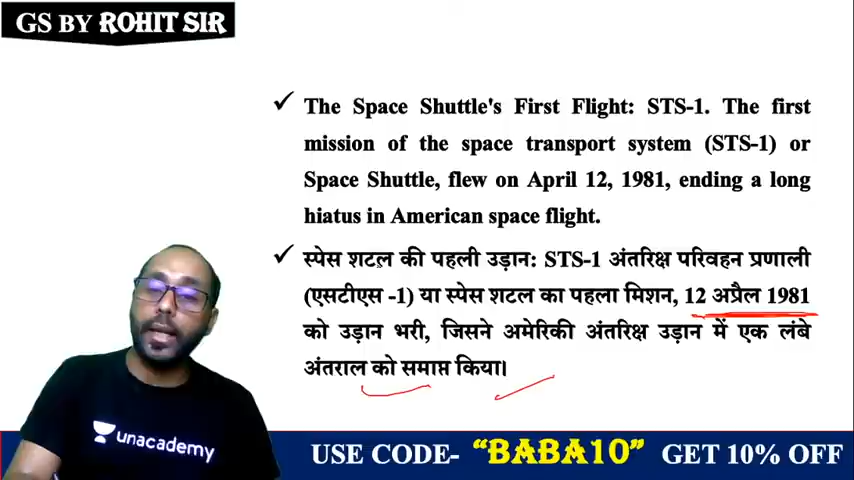 GS BY ROHIT SIR
✓ The Space Shuttle's First Flight: STS-1. The first
mission of the space transport system (STS-1) or
Space Shuttle, flew on April 12, 1981, ending a long
hiatus in American space flight.
✓ स्पेस शटल की पहली उड़ान: STS-1 अंतरिक्ष परिवहन प्रणाली
(एसटीएस -1) या स्पेस शटल का पहला मिशन, 12 अप्रैल 1981
को उड़ान भरी, जिसने अमेरिकी अंतरिक्ष उड़ान में एक लंबे
अंतराल को समाप्त किया।
unacademy
USE CODE- “BABA10” GET 10% OFF